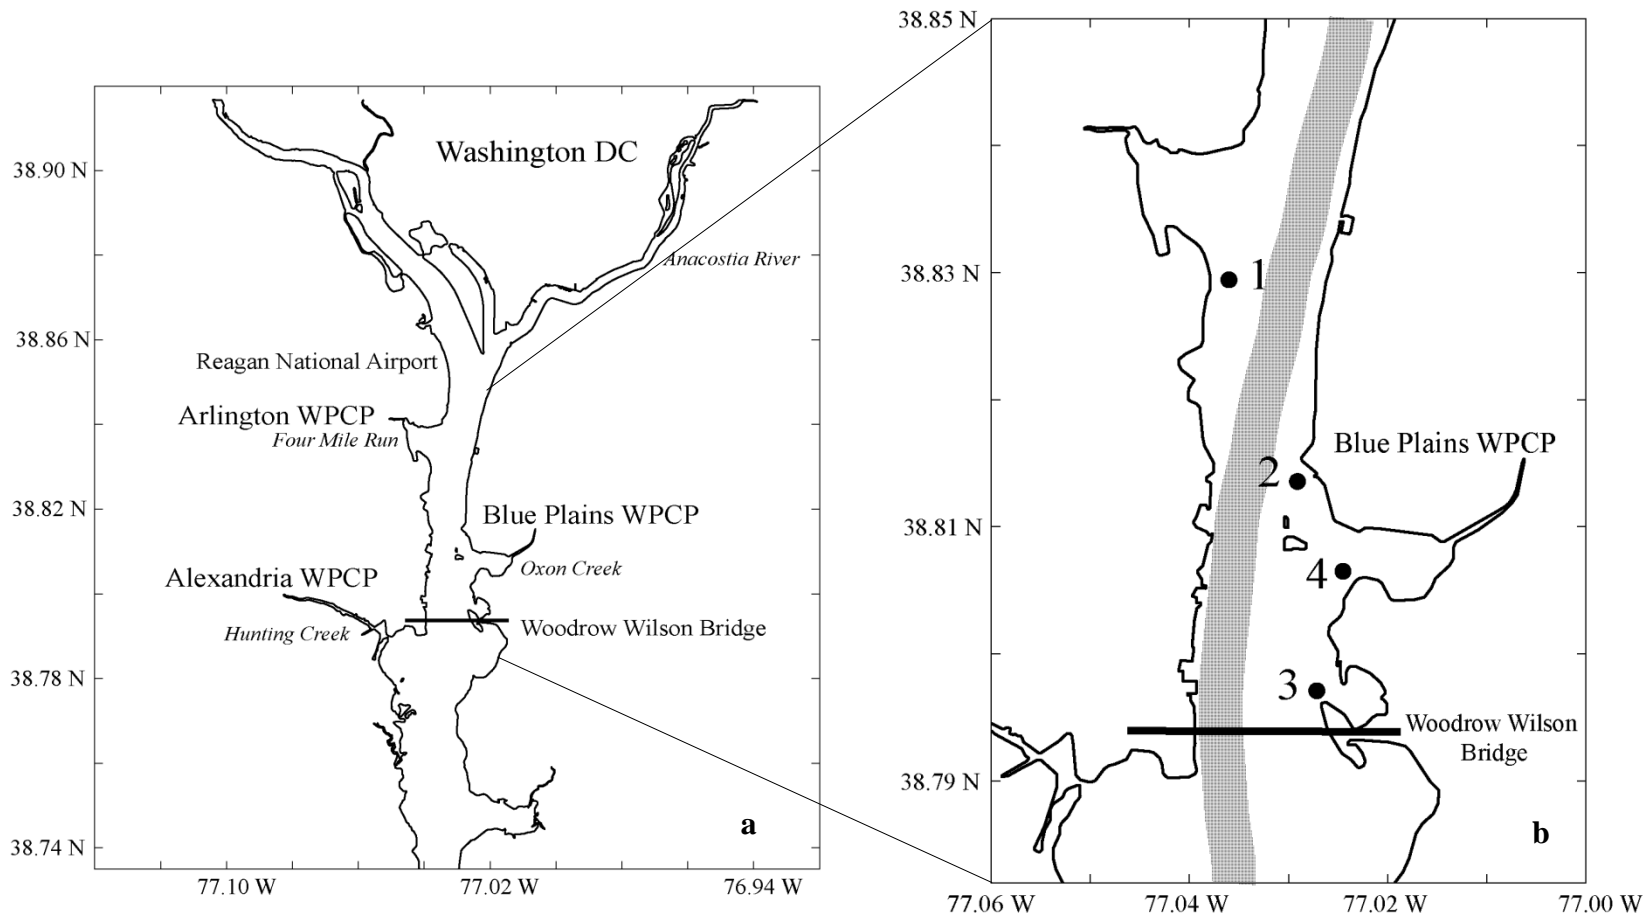 Washington DC
38.90 N
Anacostia River
38.86 N
Reagan National Airport
Arlington WPCP
Four Mile Run
38.82 N
Blue Plains WPCP
Alexandria WPCP
Oxon Creek
Hunting Creek
Woodrow Wilson Bridge
38.78 N
a
38.74 N
77.10 W
77.02 W
76.94 W
38.85 N
38.83 N
1
Blue Plains WPCP
2
38.81 N
4
3
Woodrow Wilson
Bridge
38.79 N
b
77.06 W
77.04 W
77.02 W
77.00 W